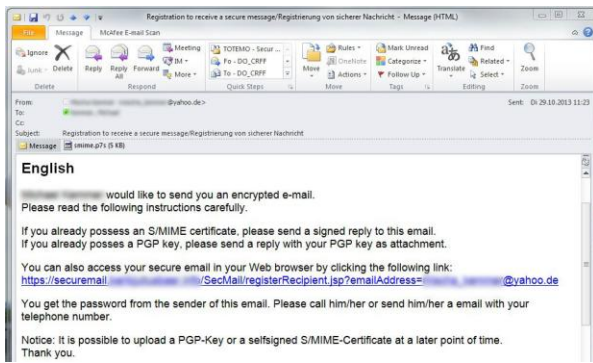 Registration to receive a secure message/Registrierung von sicherer Nachricht - Message (HTML)
File Message McAfee E-mail Scan
Ignore
Junk
Delete
Reply
Reply All
Forward
Meeting
IM
More
TOTEMO - Secur ...
Fo - DO_CRFF
To - DO_CRFF
Move
Rules
OneNote
Actions
Mark Unread
Categorize
Follow Up
Translate
Find
Related
Select
Zoom
Delete Respond Quick Steps Move Tags Editing Zoom
From: @yahoo.de> Sent: Di 29.10.2013 11:23
To:
Cc:
Subject: Registration to receive a secure message/Registrierung von sicherer Nachricht
Message smime.p7s (5 KB)
English
would like to send you an encrypted e-mail.
Please read the following instructions carefully.
If you already possess an S/MIME certificate, please send a signed reply to this email.
If you already posses a PGP key, please send a reply with your PGP key as attachment.
You can also access your secure email in your Web browser by clicking the following link:
https://securemail. /SecMail/registerRecipient.jsp?emailAddress= @yahoo.de
You get the password from the sender of this email. Please call him/her or send him/her a email with your
telephone number.
Notice: It is possible to upload a PGP-Key or a selfsigned S/MIME-Certificate at a later point of time.
Thank you.